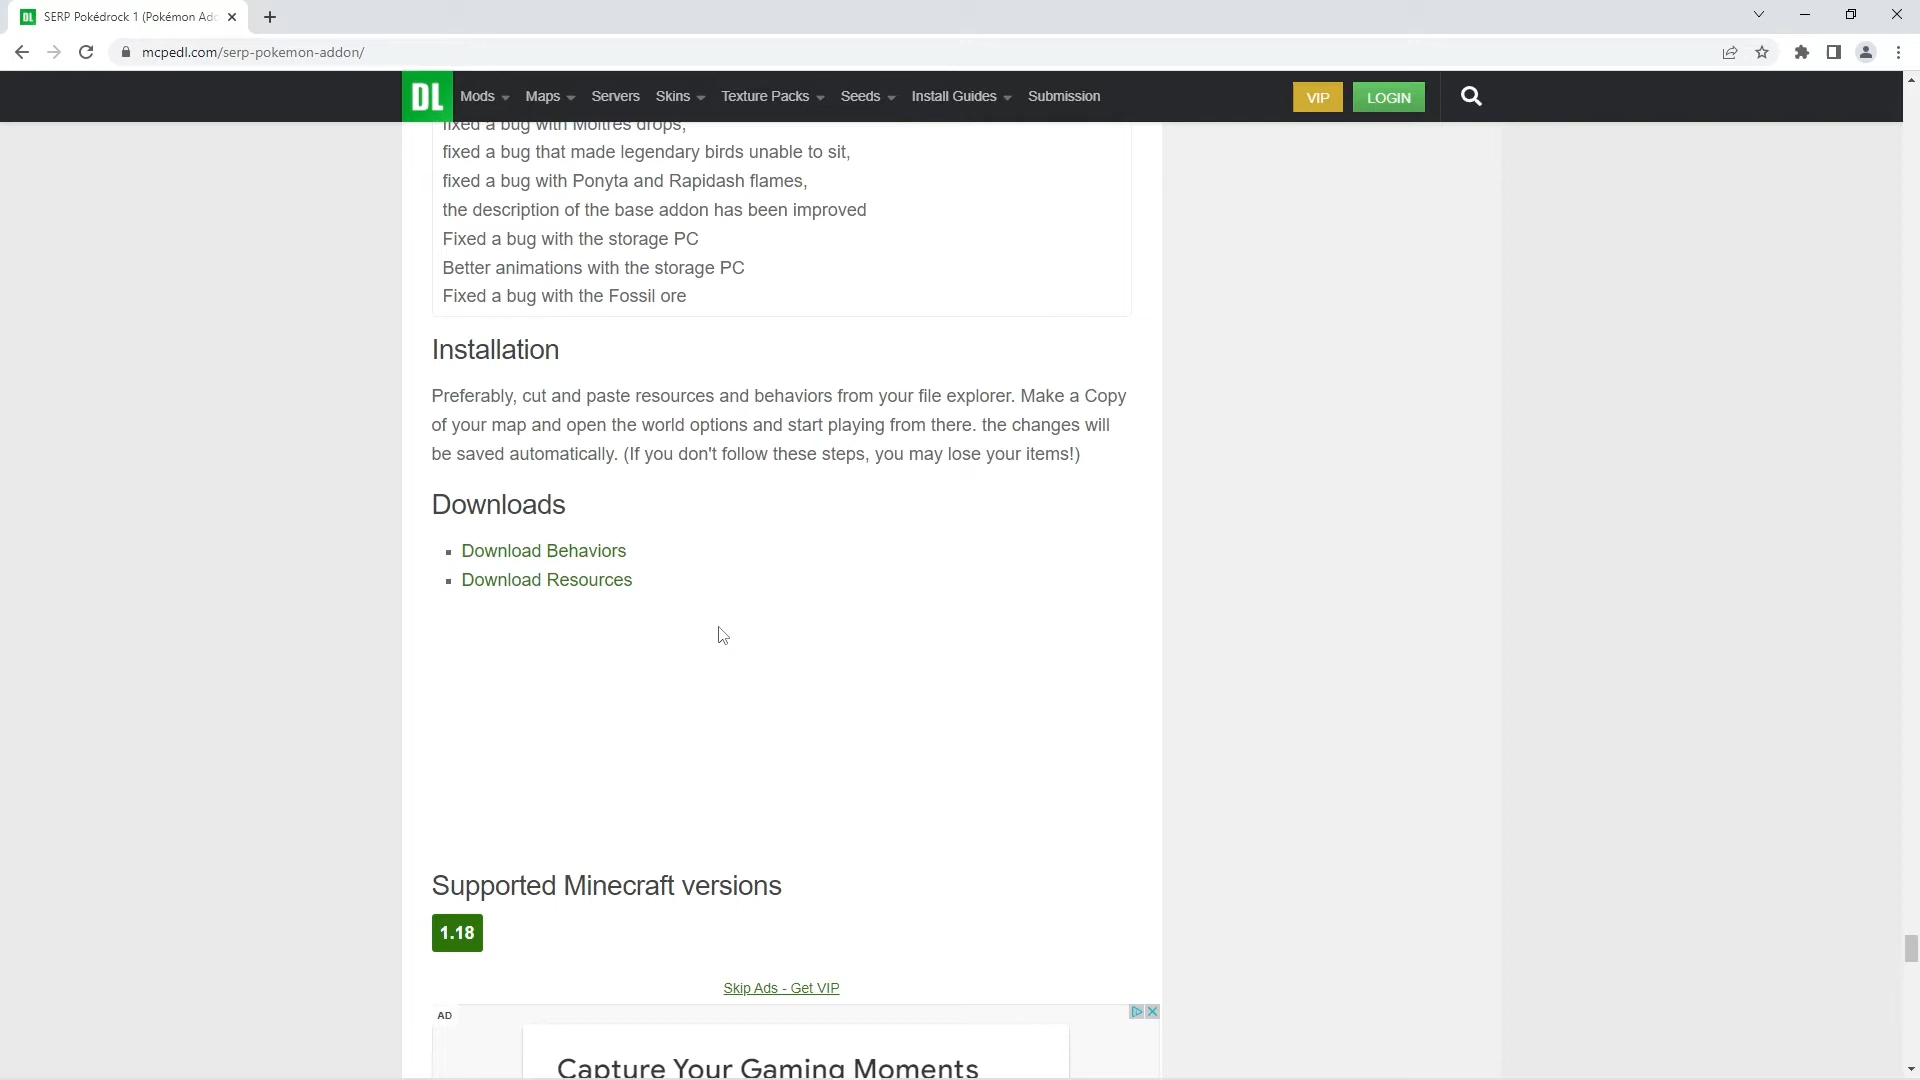 SERP Pokédrock 1 (Pokémon Add
mcpedl.com/serp-pokemon-addon/
DL Mods Maps Servers Skins Texture Packs Seeds Install Guides Submission VIP LOGIN
fixed a bug with Moltres drops,
fixed a bug that made legendary birds unable to sit,
fixed a bug with Ponyta and Rapidash flames,
the description of the base addon has been improved
Fixed a bug with the storage PC
Better animations with the storage PC
Fixed a bug with the Fossil ore
Installation
Preferably, cut and paste resources and behaviors from your file explorer. Make a Copy
of your map and open the world options and start playing from there. the changes will
be saved automatically. (If you don't follow these steps, you may lose your items!)
Downloads
Download Behaviors
Download Resources
Supported Minecraft versions
1.18
Skip Ads - Get VIP
AD
Capture Your Gaming Moments